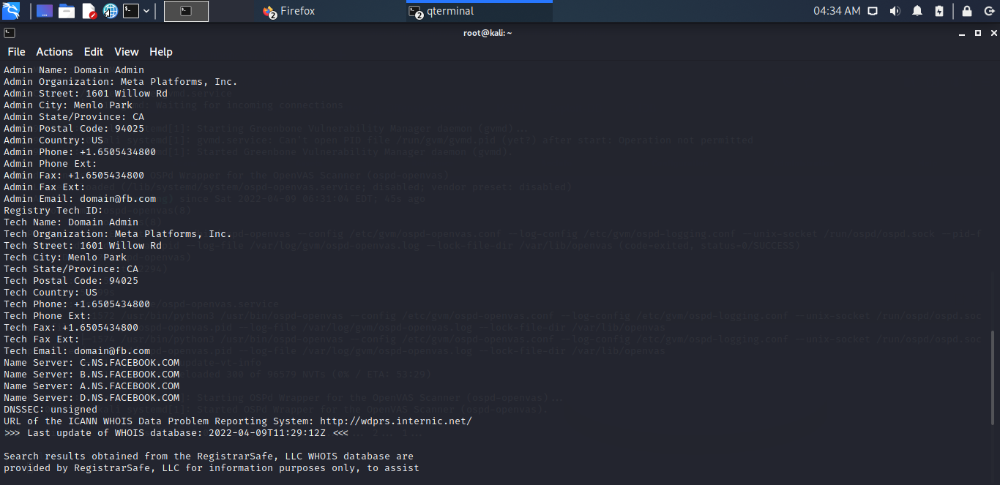 Firefox
qterminal
04:34 AM
root@kali: ~
File Actions Edit View Help
Admin Name: Domain Admin
Admin Organization: Meta Platforms, Inc.
Admin Street: 1601 Willow Rd
Admin City: Menlo Park
Admin State/Province: CA
Admin Postal Code: 94025
Admin Country: US
Admin Phone: +1.6505434800
Admin Phone Ext:
Admin Fax: +1.6505434800
Admin Fax Ext:
Admin Email: domain@fb.com
Registry Tech ID:
Tech Name: Domain Admin
Tech Organization: Meta Platforms, Inc.
Tech Street: 1601 Willow Rd
Tech City: Menlo Park
Tech State/Province: CA
Tech Postal Code: 94025
Tech Country: US
Tech Phone: +1.6505434800
Tech Phone Ext:
Tech Fax: +1.6505434800
Tech Fax Ext:
Tech Email: domain@fb.com
Name Server: C.NS.FACEBOOK.COM
Name Server: B.NS.FACEBOOK.COM
Name Server: A.NS.FACEBOOK.COM
Name Server: D.NS.FACEBOOK.COM
DNSSEC: unsigned
URL of the ICANN WHOIS Data Problem Reporting System: http://wdprs.internic.net/
>>> Last update of WHOIS database: 2022-04-09T11:29:12Z <<<
Search results obtained from the RegistrarSafe, LLC WHOIS database are
provided by RegistrarSafe, LLC for information purposes only, to assist